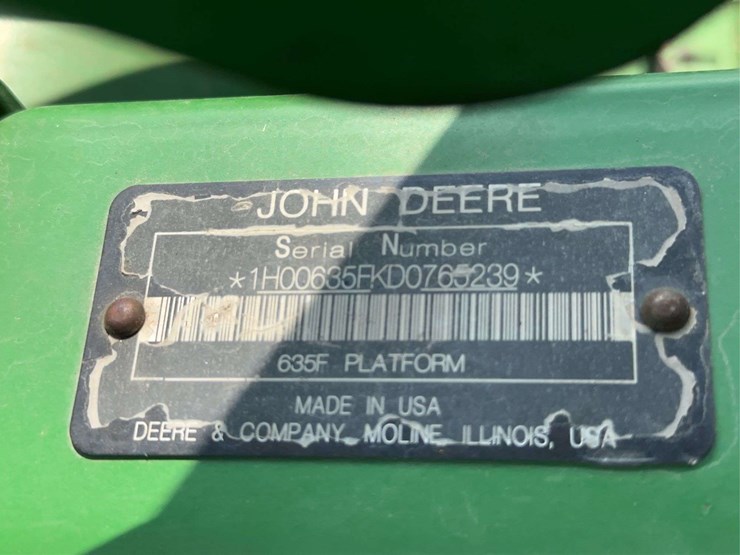 JOHN DEERE
Serial Number
*1H00635FKD0765239*
635F PLATFORM
MADE IN USA
DEERE & COMPANY MOLINE ILLINOIS, USA